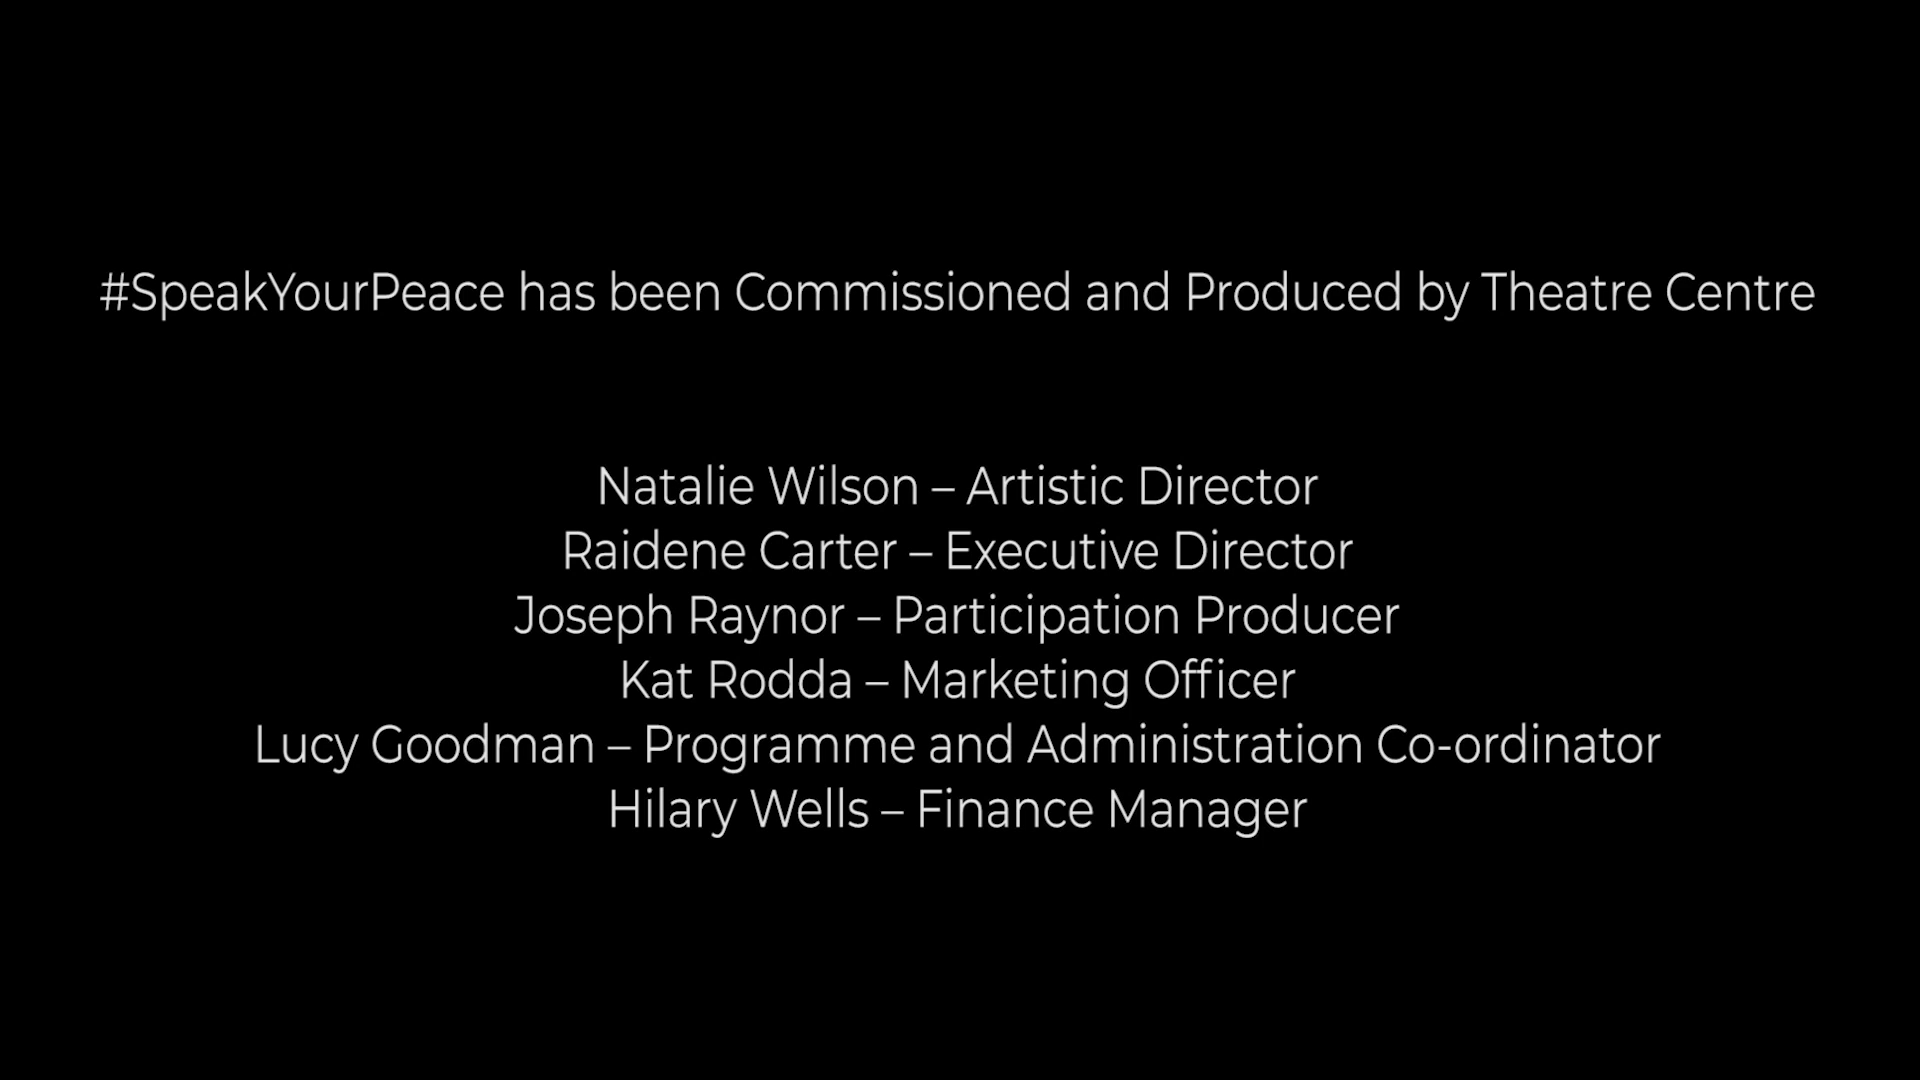 #SpeakYourPeace has been Commissioned and Produced by Theatre Centre
Natalie Wilson – Artistic Director
Raidene Carter – Executive Director
Joseph Raynor – Participation Producer
Kat Rodda – Marketing Officer
Lucy Goodman – Programme and Administration Co-ordinator
Hilary Wells – Finance Manager